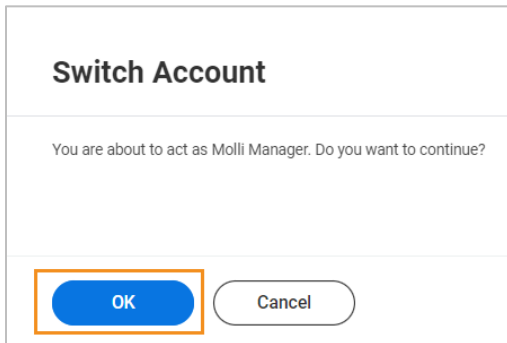 Switch Account
You are about to act as Molli Manager. Do you want to continue?
OK
Cancel